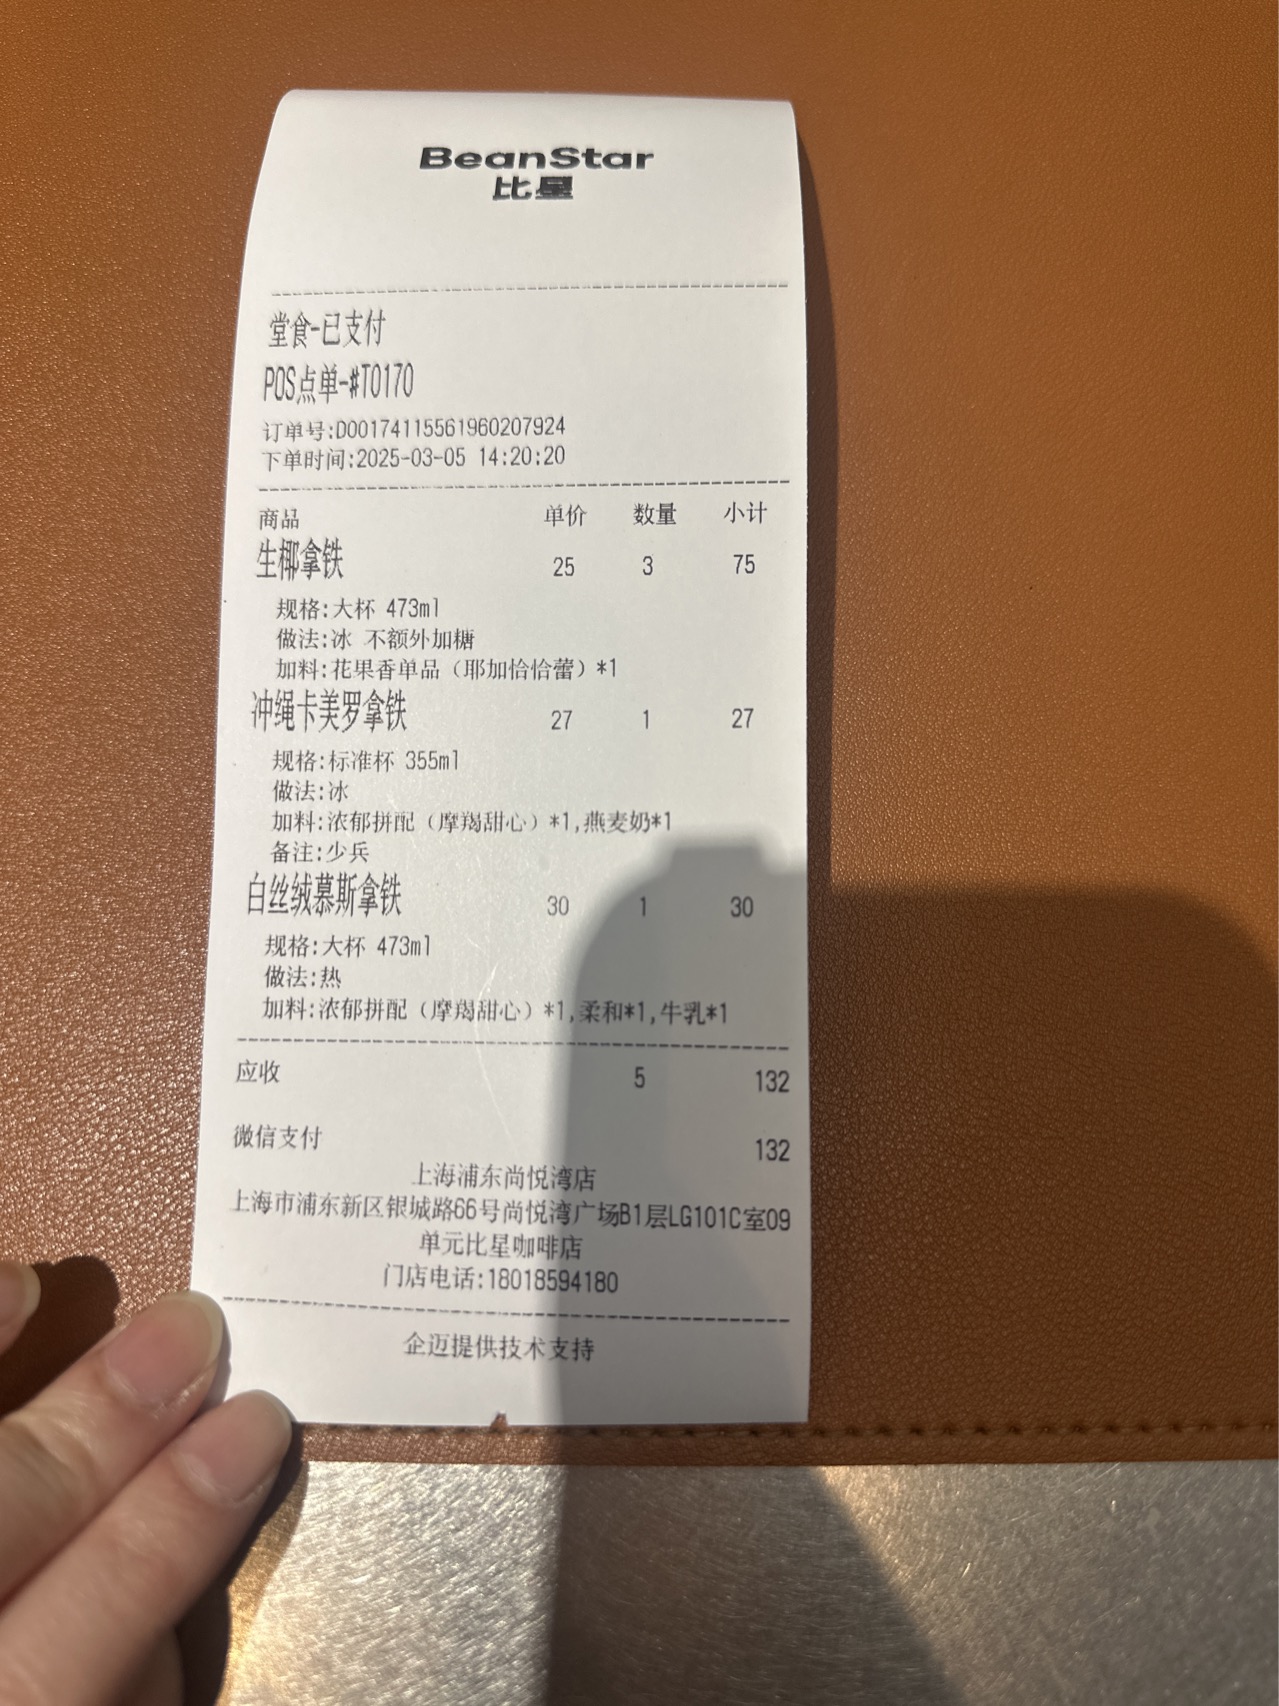 BeanStar
比星
堂食-已支付
POS点单-#T0170
订单号:D00174115561960207924
下单时间:2025-03-05 14:20:20
商品 单价 数量 小计
生椰拿铁 25 3 75
规格:大杯 473ml
做法:冰 不额外加糖
加料:花果香单品（耶加恰恰蕾）*1
冲绳卡美罗拿铁 27 1 27
规格:标准杯 355ml
做法:冰
加料:浓郁拼配（摩羯甜心）*1,燕麦奶*1
备注:少兵
白丝绒慕斯拿铁 30 1 30
规格:大杯 473ml
做法:热
加料:浓郁拼配（摩羯甜心）*1,柔和*1,牛乳*1
应收 5 132
微信支付 132
上海浦东尚悦湾店
上海市浦东新区银城路66号尚悦湾广场B1层LG101C室09
单元比星咖啡店
门店电话:18018594180
企迈提供技术支持